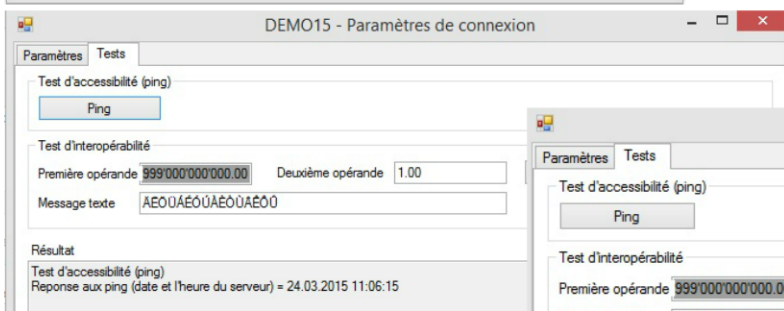 DEMO15 - Paramètres de connexion
Paramètres Tests
Test d'accessibilité (ping)
Ping
Test d'interopérabilité
Première opérande 999'000'000'000.00 Deuxième opérande 1.00
Message texte
Résultat
Test d'accessibilité (ping)
Reponse aux ping (date et l'heure du serveur) = 24.03.2015 11:06:15
Paramètres Tests
Test d'accessibilité (ping)
Ping
Test d'interopérabilité
Première opérande 999'000'000'000.0